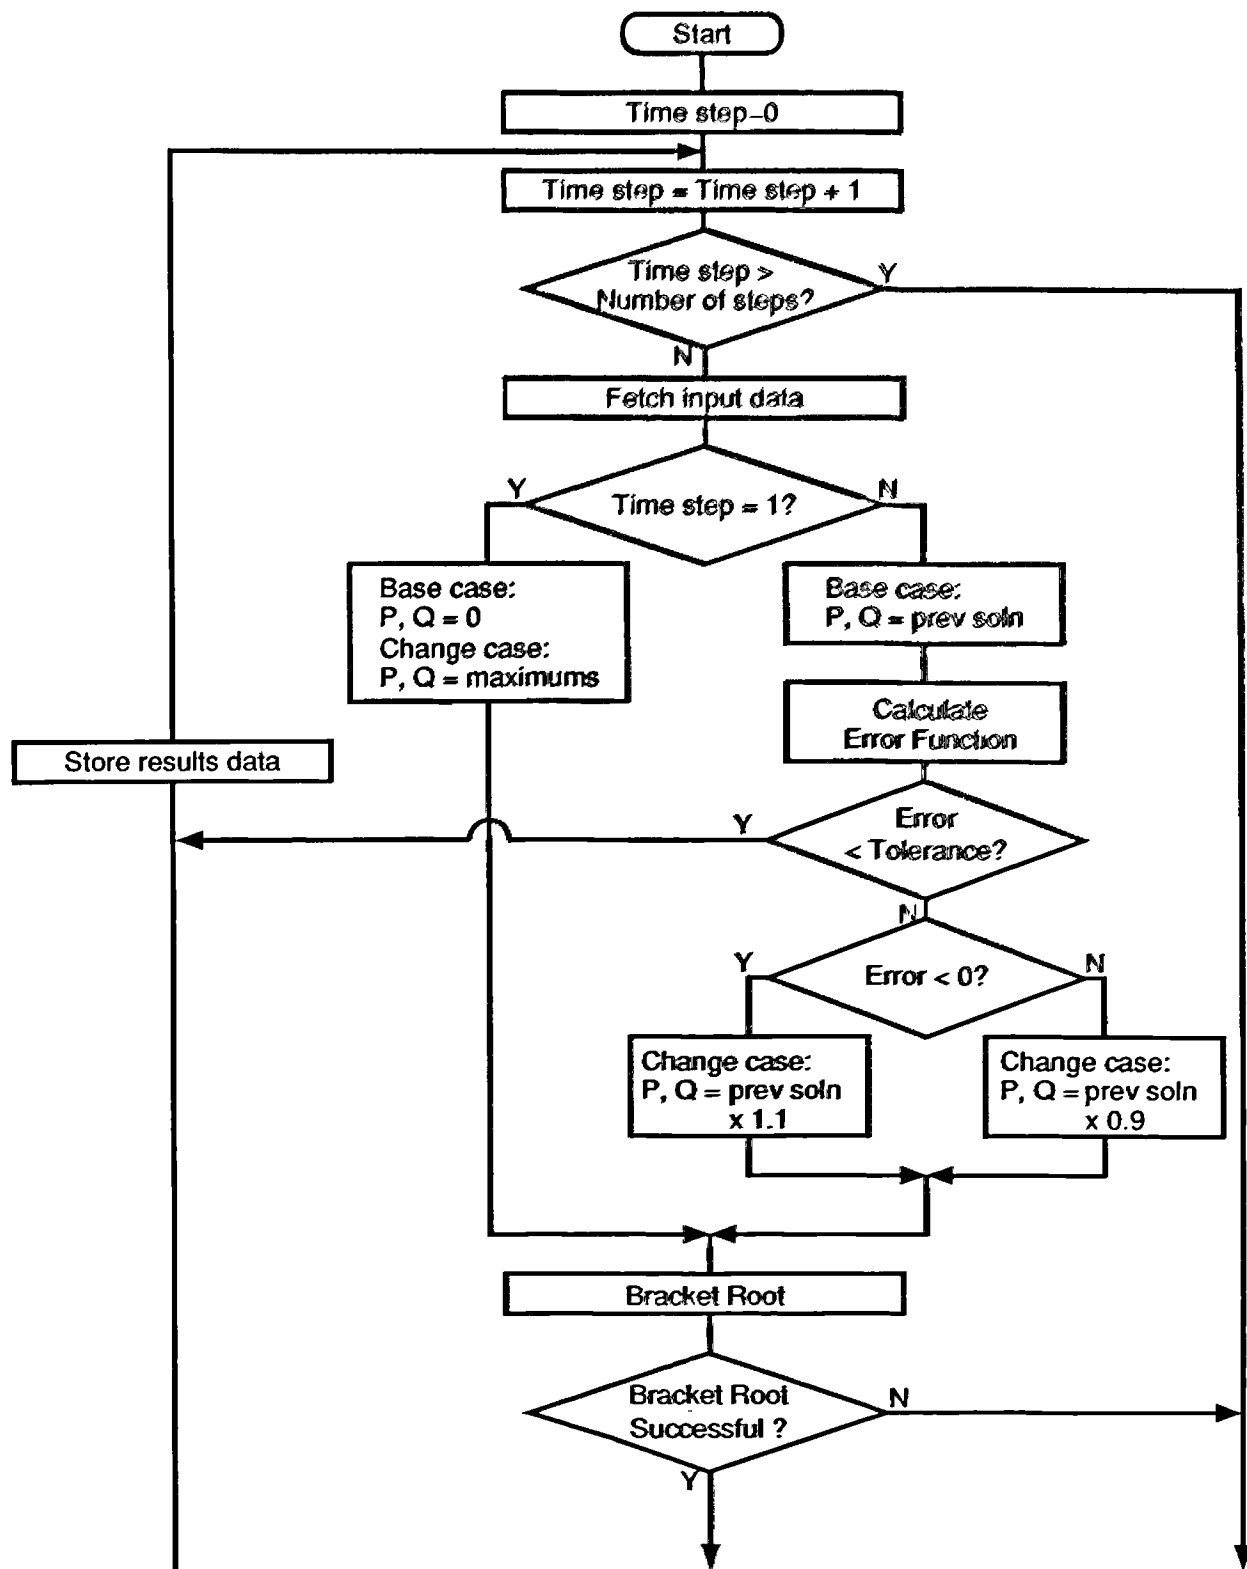 Start
Time step–0
Time step = Time step + 1
Time step >
Number of steps?
Y
N
Fetch input data
Y
Time step = 1?
N
Base case:
P, Q = 0
Change case:
P, Q = maximums
Base case:
P, Q = prev soln
Calculate
Error Function
Store results data
Y
Error
< Tolerance?
N
Y
Error < 0?
N
Change case:
P, Q = prev soln
x 1.1
Change case:
P, Q = prev soln
x 0.9
Bracket Root
Bracket Root
Successful ?
N
Y